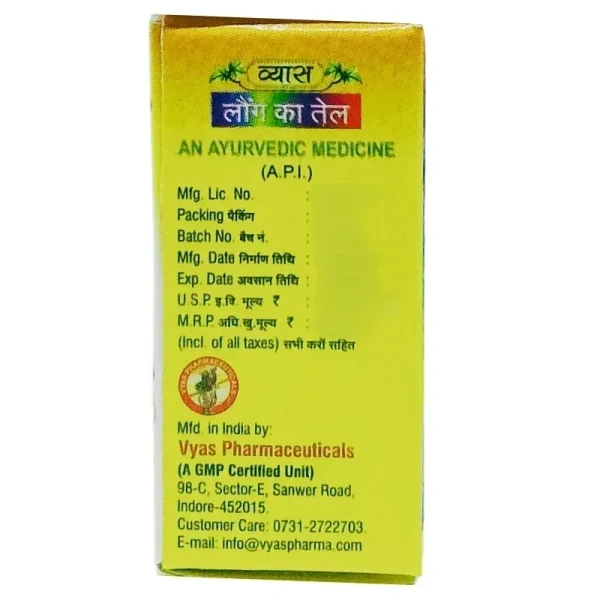 व्यास
लौंग का तेल
AN AYURVEDIC MEDICINE
(A.P.I.)
Mfg. Lic. No. :
Packing पैकिंग :
Batch No. बैच नं. :
Mfg. Date निर्माण तिथि :
Exp. Date अवसान तिथि :
U.S.P. इ.वि. मूल्य ₹ :
M.R.P. अधि.खु.मूल्य ₹ :
(Incl. of all taxes) सभी करों सहित
VYAS PHARMACEUTICALS
Mfd. in India by:
Vyas Pharmaceuticals
(A GMP Certified Unit)
98-C, Sector-E, Sanwer Road,
Indore-452015.
Customer Care: 0731-2722703.
E-mail: info@vyaspharma.com